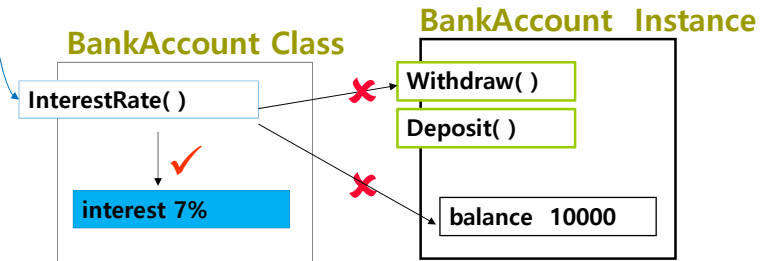 BankAccount Class
BankAccount Instance
InterestRate( )
Withdraw( )
Deposit( )
interest 7%
balance 10000